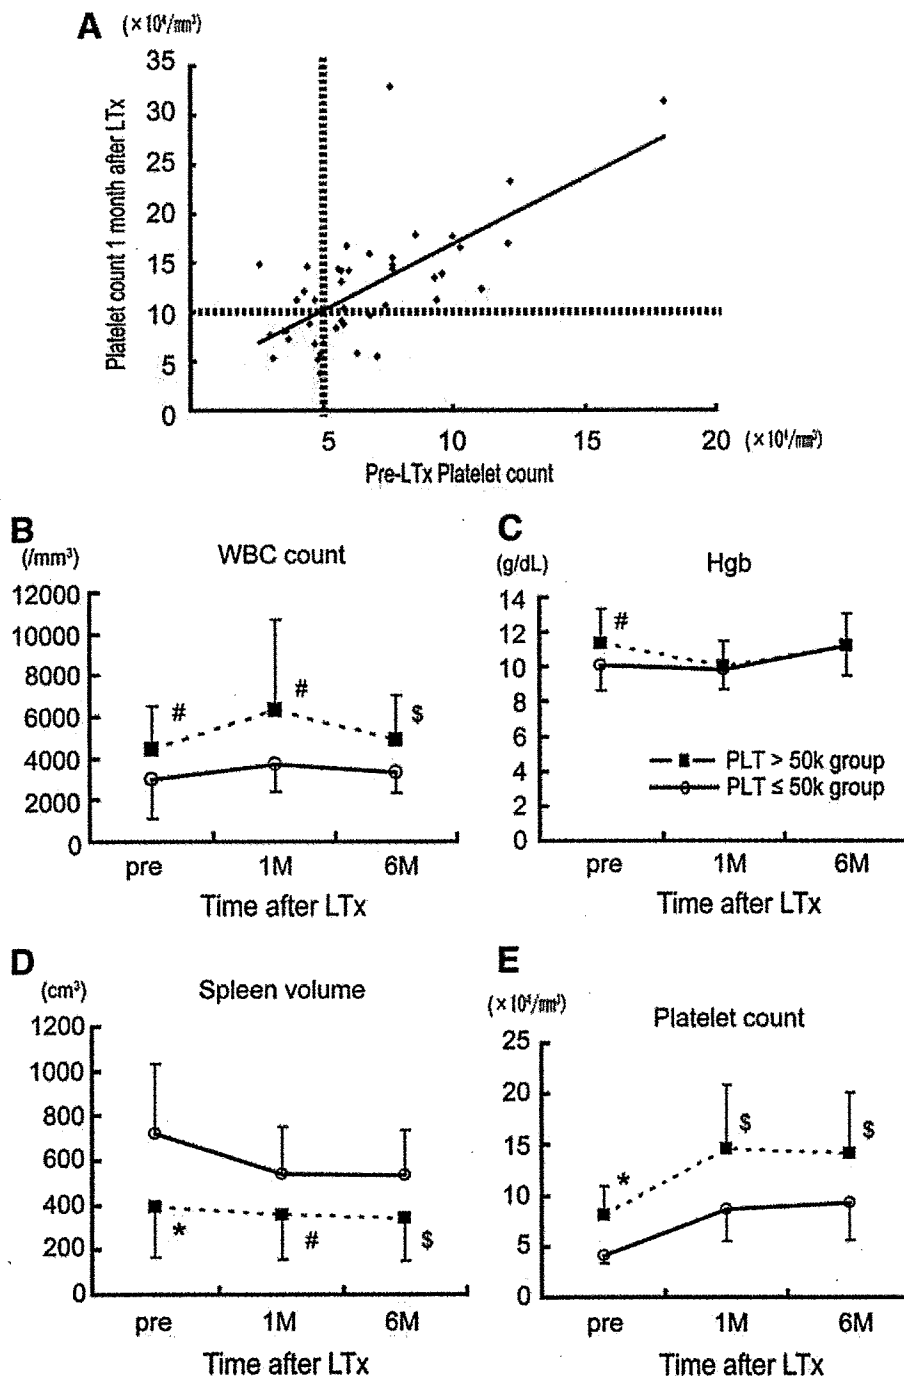 A (×10⁴/mm³)
35
30
25
20
15
10
5
0
Platelet count 1 month after LTx
5 10 15 20 (×10⁴/mm³)
Pre-LTx Platelet count
B
(/mm³)
WBC count
12000
10000
8000
6000
4000
2000
0
# # $
pre 1M 6M
Time after LTx
C
(g/dL)
Hgb
14
12
10
8
6
4
2
0
#
PLT > 50k group
PLT ≤ 50k group
pre 1M 6M
Time after LTx
D
(cm³)
Spleen volume
1200
1000
800
600
400
200
0
* # $
pre 1M 6M
Time after LTx
E
(×10⁴/mm³)
Platelet count
25
20
15
10
5
0
* $ $
pre 1M 6M
Time after LTx